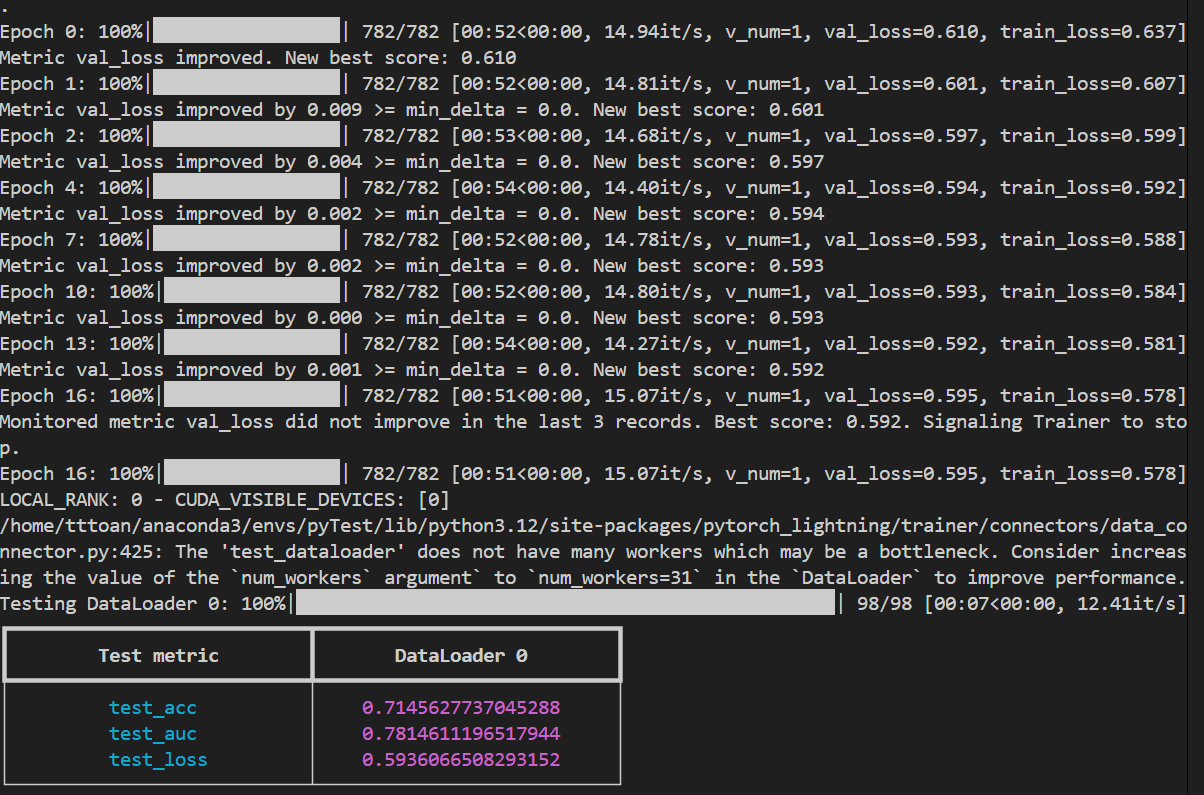 .
Epoch 0: 100%|██████████| 782/782 [00:52<00:00, 14.94it/s, v_num=1, val_loss=0.610, train_loss=0.637]
Metric val_loss improved. New best score: 0.610
Epoch 1: 100%|██████████| 782/782 [00:52<00:00, 14.81it/s, v_num=1, val_loss=0.601, train_loss=0.607]
Metric val_loss improved by 0.009 >= min_delta = 0.0. New best score: 0.601
Epoch 2: 100%|██████████| 782/782 [00:53<00:00, 14.68it/s, v_num=1, val_loss=0.597, train_loss=0.599]
Metric val_loss improved by 0.004 >= min_delta = 0.0. New best score: 0.597
Epoch 4: 100%|██████████| 782/782 [00:54<00:00, 14.40it/s, v_num=1, val_loss=0.594, train_loss=0.592]
Metric val_loss improved by 0.002 >= min_delta = 0.0. New best score: 0.594
Epoch 7: 100%|██████████| 782/782 [00:52<00:00, 14.78it/s, v_num=1, val_loss=0.593, train_loss=0.588]
Metric val_loss improved by 0.002 >= min_delta = 0.0. New best score: 0.593
Epoch 10: 100%|██████████| 782/782 [00:52<00:00, 14.80it/s, v_num=1, val_loss=0.593, train_loss=0.584]
Metric val_loss improved by 0.000 >= min_delta = 0.0. New best score: 0.593
Epoch 13: 100%|██████████| 782/782 [00:54<00:00, 14.27it/s, v_num=1, val_loss=0.592, train_loss=0.581]
Metric val_loss improved by 0.001 >= min_delta = 0.0. New best score: 0.592
Epoch 16: 100%|██████████| 782/782 [00:51<00:00, 15.07it/s, v_num=1, val_loss=0.595, train_loss=0.578]
Monitored metric val_loss did not improve in the last 3 records. Best score: 0.592. Signaling Trainer to sto
p.
Epoch 16: 100%|██████████| 782/782 [00:51<00:00, 15.07it/s, v_num=1, val_loss=0.595, train_loss=0.578]
LOCAL_RANK: 0 - CUDA_VISIBLE_DEVICES: [0]
/home/tttoan/anaconda3/envs/pyTest/lib/python3.12/site-packages/pytorch_lightning/trainer/connectors/data_co
nnector.py:425: The 'test_dataloader' does not have many workers which may be a bottleneck. Consider increas
ing the value of the `num_workers` argument` to `num_workers=31` in the `DataLoader` to improve performance.
Testing DataLoader 0: 100%|██████████| 98/98 [00:07<00:00, 12.41it/s]
Test metric DataLoader 0
test_acc 0.7145627737045288
test_auc 0.7814611196517944
test_loss 0.5936066508293152